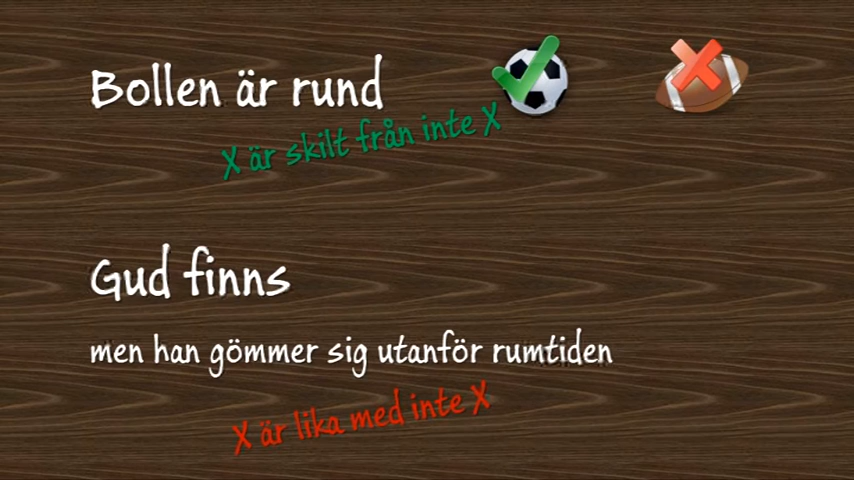 Bollen är rund
X är skilt från inte X
Gud finns
men han gömmer sig utanför rumtiden
X är lika med inte X